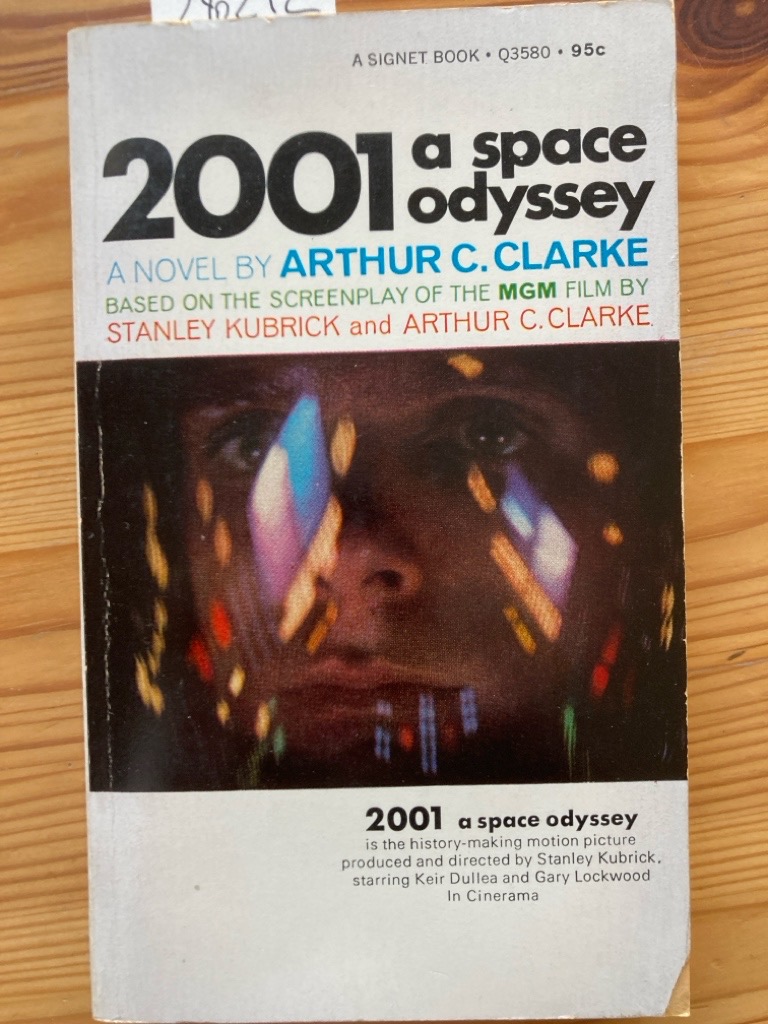 A SIGNET BOOK • Q3580 • 95c
2001 a space
odyssey
A NOVEL BY ARTHUR C. CLARKE
BASED ON THE SCREENPLAY OF THE MGM FILM BY
STANLEY KUBRICK and ARTHUR C. CLARKE.
2001 a space odyssey
is the history-making motion picture
produced and directed by Stanley Kubrick,
starring Keir Dullea and Gary Lockwood
In Cinerama